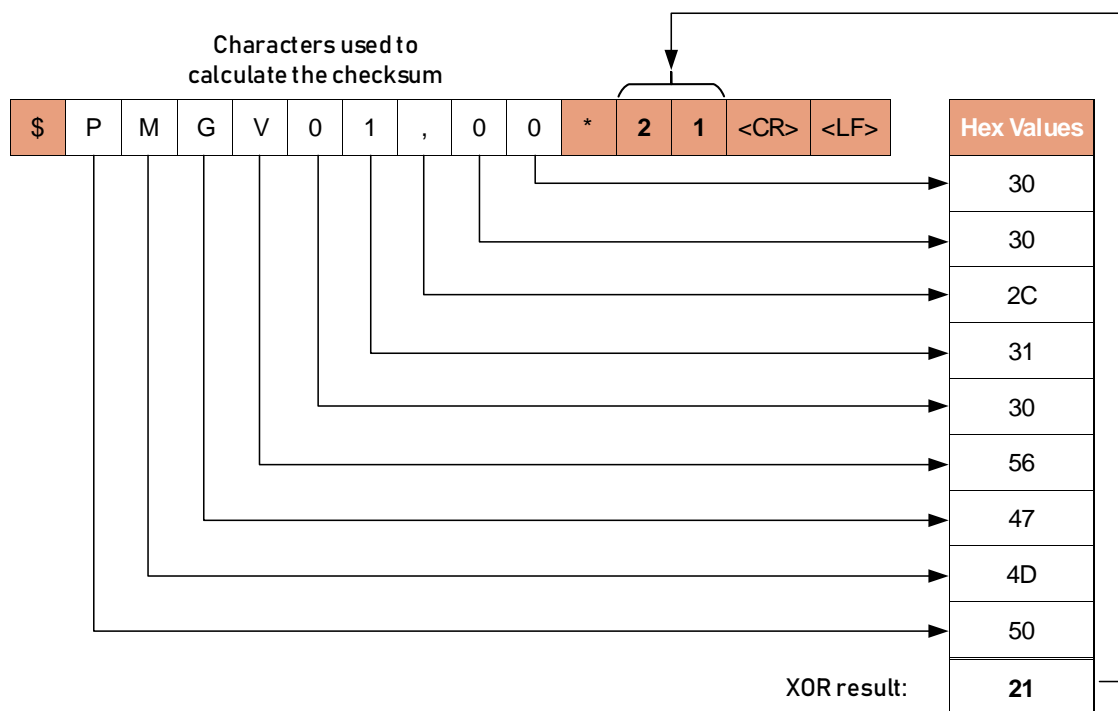 Characters used to
calculate the checksum
$ P M G V 0 1 , 0 0 * 2 1 <CR> <LF>
Hex Values
30
30
2C
31
30
56
47
4D
50
XOR result: 21